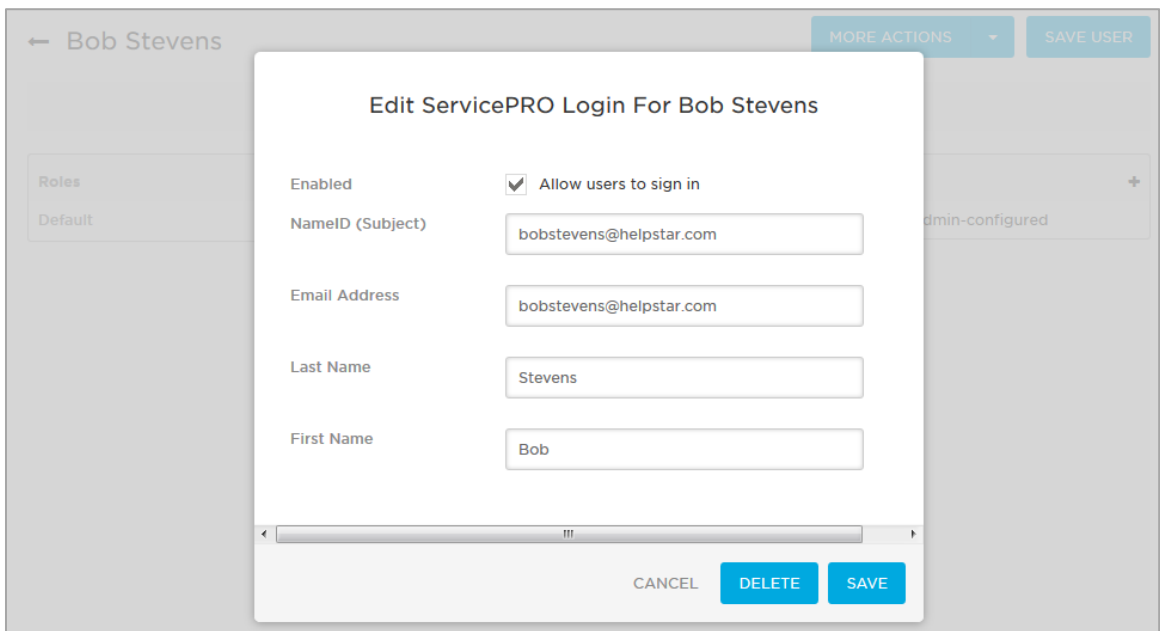 ← Bob Stevens
MORE ACTIONS
SAVE USER
Edit ServicePRO Login For Bob Stevens
Roles
Default
dmin-configured
Enabled
Allow users to sign in
NameID (Subject)
bobstevens@helpstar.com
Email Address
bobstevens@helpstar.com
Last Name
Stevens
First Name
Bob
CANCEL
DELETE
SAVE